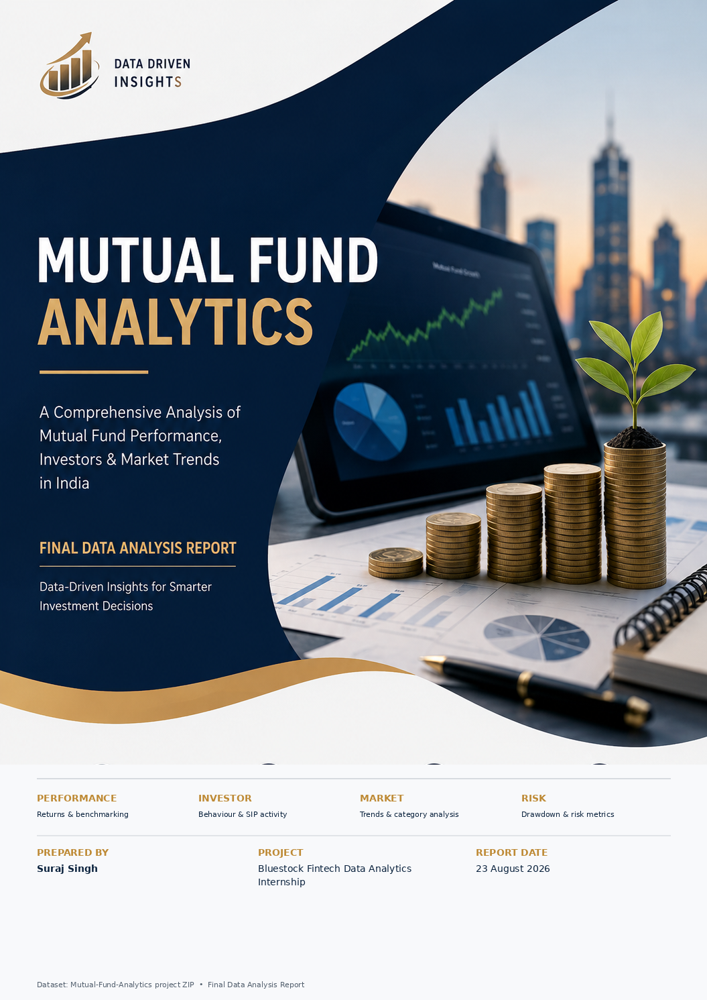 DATA DRIVEN
INSIGHTS
MUTUAL FUND
ANALYTICS
A Comprehensive Analysis of
Mutual Fund Performance,
Investors & Market Trends
in India
FINAL DATA ANALYSIS REPORT
Data-Driven Insights for Smarter
Investment Decisions
Mutual Fund Growth
PERFORMANCE
Returns & benchmarking
INVESTOR
Behaviour & SIP activity
MARKET
Trends & category analysis
RISK
Drawdown & risk metrics
PREPARED BY
Suraj Singh
PROJECT
Bluestock Fintech Data Analytics
Internship
REPORT DATE
23 August 2026
Dataset: Mutual-Fund-Analytics project ZIP • Final Data Analysis Report